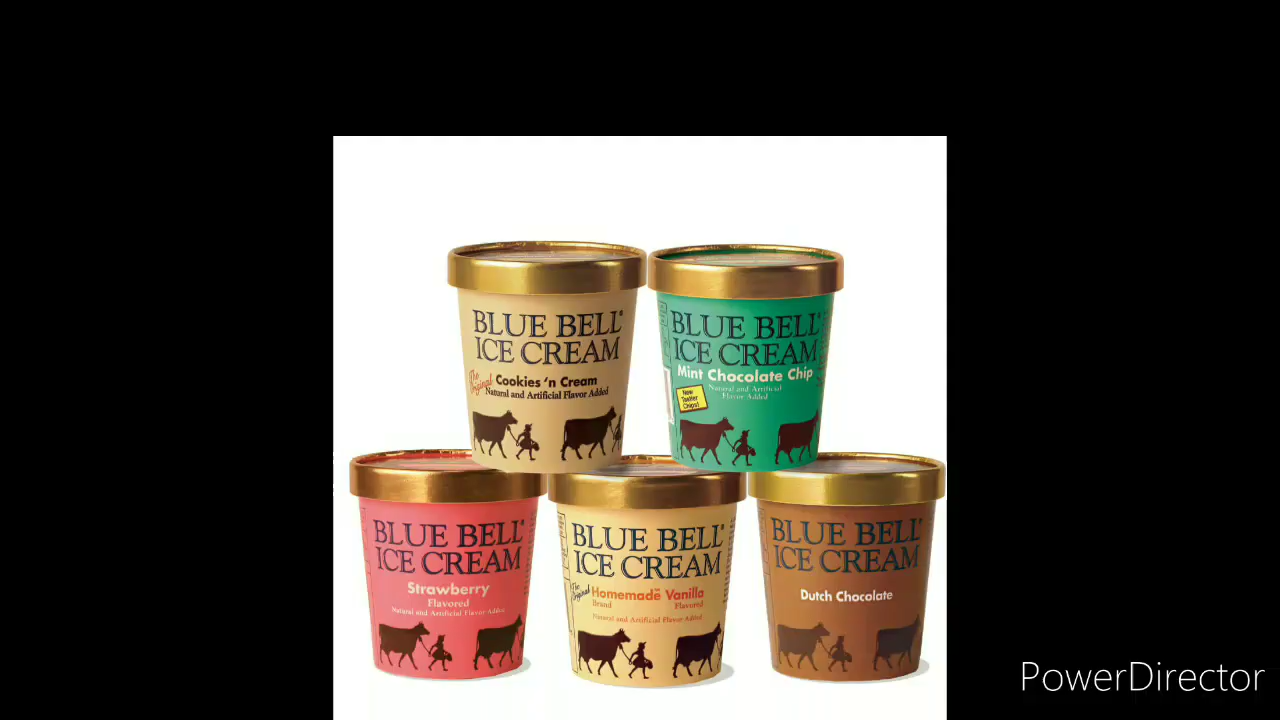 BLUE BELL®
ICE CREAM
The Original Cookies 'n Cream
Natural and Artificial Flavor Added
BLUE BELL®
ICE CREAM
Mint Chocolate Chip
Natural and Artificial
Flavor Added
New
Tastier
Chips!
BLUE BELL®
ICE CREAM
Strawberry
Flavored
Natural and Artificial Flavor Added
BLUE BELL®
ICE CREAM
The Original Homemade™ Vanilla
Brand Flavored
Natural and Artificial Flavor Added
BLUE BELL®
ICE CREAM
Dutch Chocolate
PowerDirector